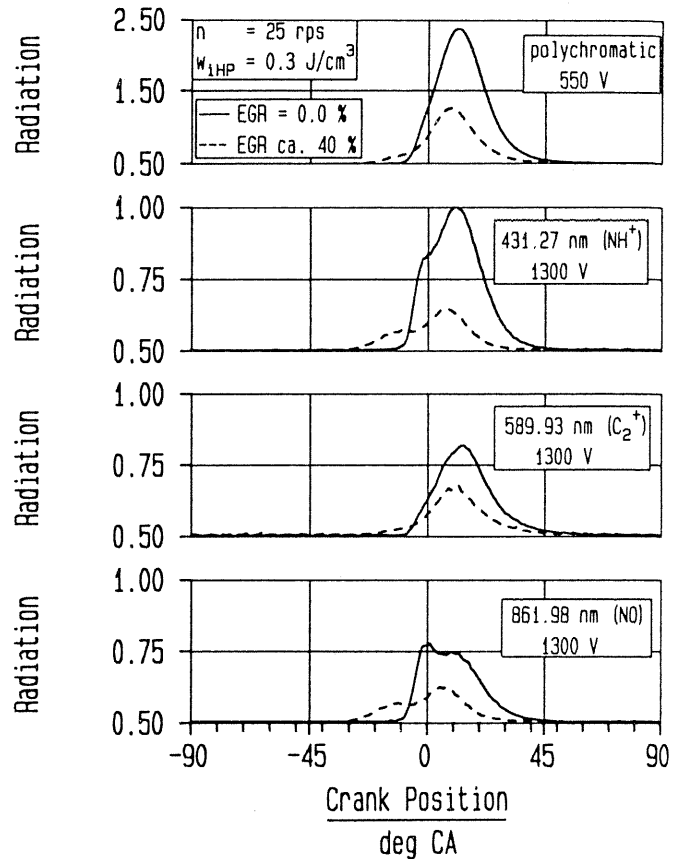 2.50
n = 25 rps
w_iHP = 0.3 J/cm³
polychromatic
550 V
1.50
EGR = 0.0 %
EGR ca. 40 %
0.50
Radiation
1.00
431.27 nm (NH⁺)
1300 V
0.75
0.50
Radiation
1.00
589.93 nm (C₂⁺)
1300 V
0.75
0.50
Radiation
1.00
861.98 nm (NO)
1300 V
0.75
0.50
Radiation
-90 -45 0 45 90
Crank Position
deg CA